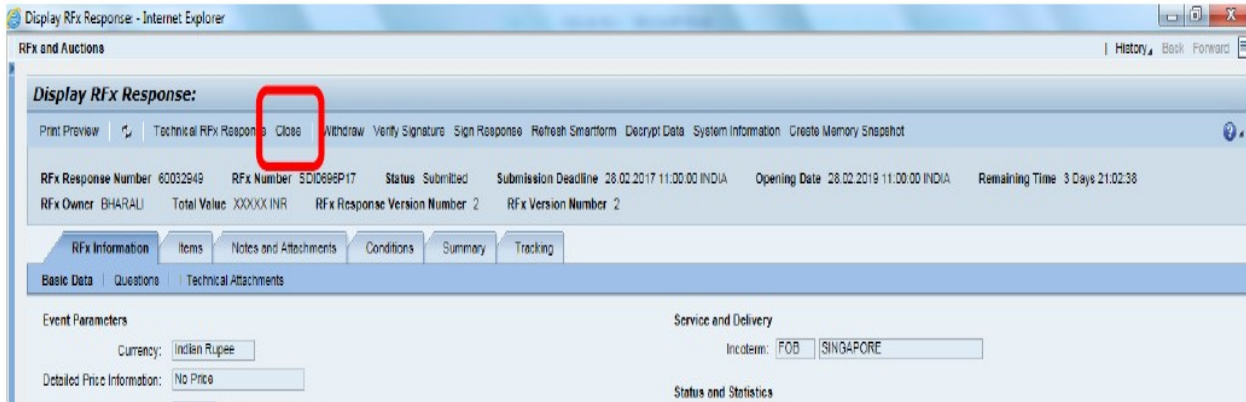 Display RFx Response: - Internet Explorer
RFx and Auctions | History Back Forward
Display RFx Response:
Print Preview Technical RFx Response Close Withdraw Verify Signature Sign Response Refresh Smartform Decrypt Data System Information Create Memory Snapshot
RFx Response Number 60032949 RFx Number SDI0696P17 Status Submitted Submission Deadline 28.02.2017 11:00:00 INDIA Opening Date 28.02.2019 11:00:00 INDIA Remaining Time 3 Days 21:02:38
RFx Owner BHARALI Total Value XXXXX INR RFx Response Version Number 2 RFx Version Number 2
RFx Information Items Notes and Attachments Conditions Summary Tracking
Basic Data | Questions | Technical Attachments
Event Parameters Service and Delivery
Currency: Indian Rupee Incoterm: FOB SINGAPORE
Detailed Price Information: No Price
Status and Statistics